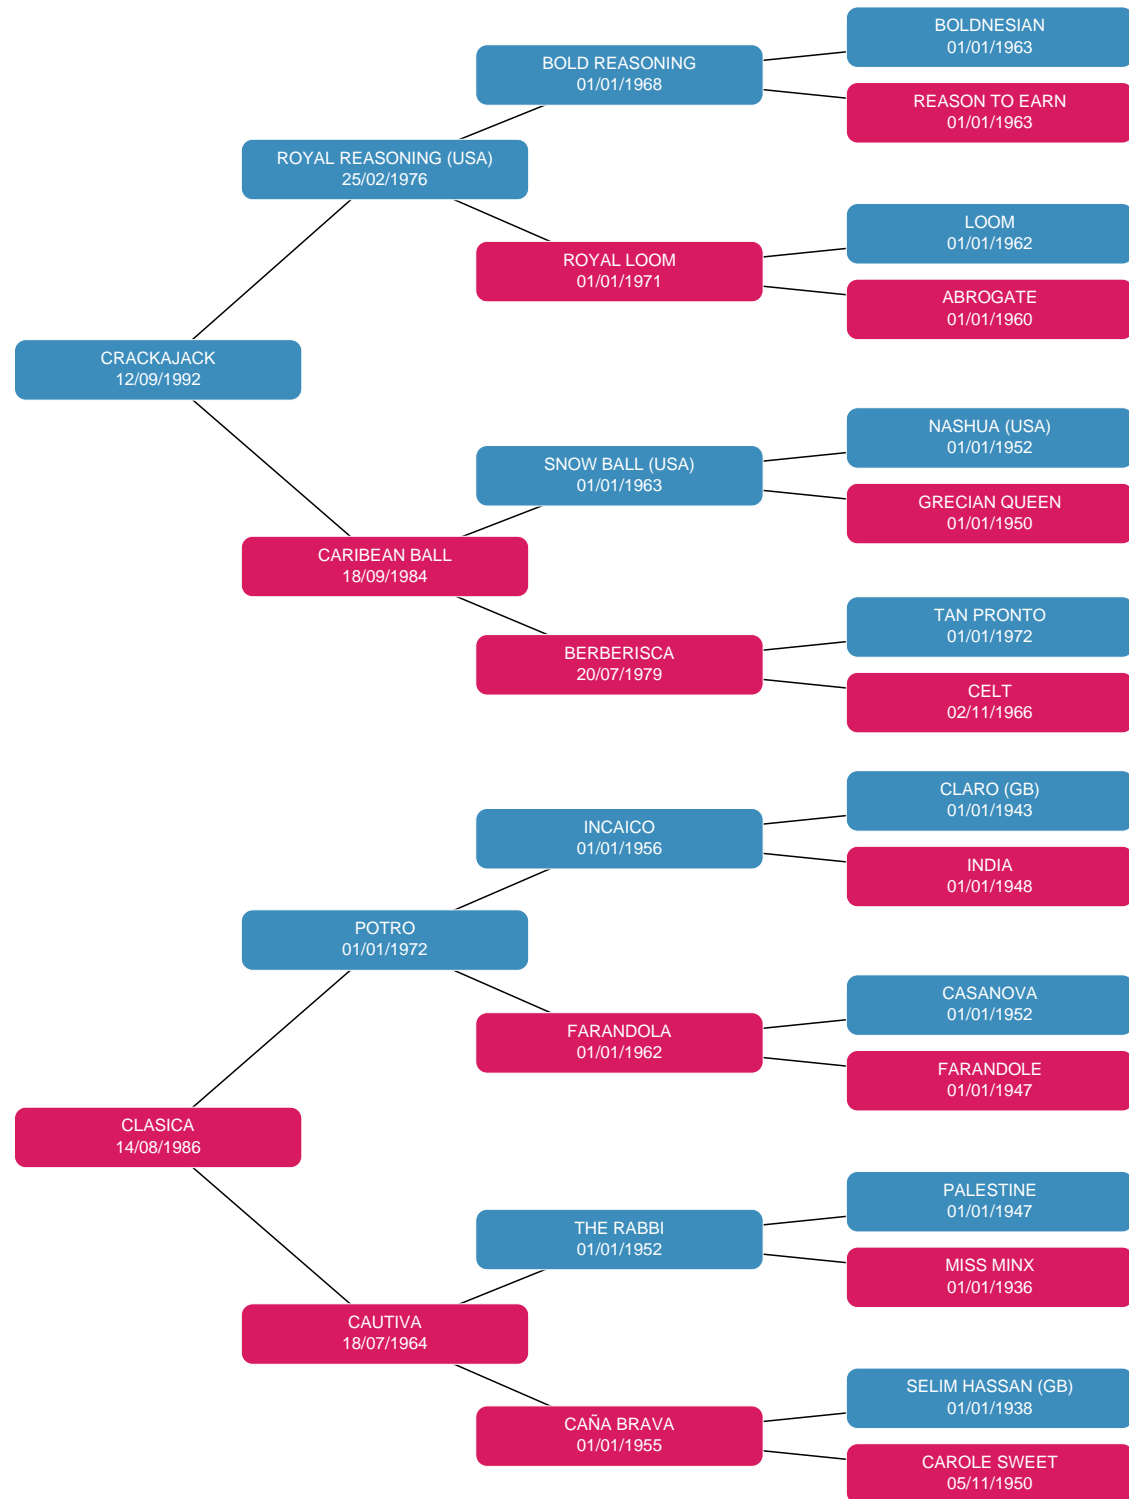 BOLDNESIAN
01/01/1963
BOLD REASONING
01/01/1968
REASON TO EARN
01/01/1963
ROYAL REASONING (USA)
25/02/1976
LOOM
01/01/1962
ROYAL LOOM
01/01/1971
ABROGATE
01/01/1960
CRACKAJACK
12/09/1992
NASHUA (USA)
01/01/1952
SNOW BALL (USA)
01/01/1963
GRECIAN QUEEN
01/01/1950
CARIBEAN BALL
18/09/1984
TAN PRONTO
01/01/1972
BERBERISCA
20/07/1979
CELT
02/11/1966
CLARO (GB)
01/01/1943
INCAICO
01/01/1956
INDIA
01/01/1948
POTRO
01/01/1972
CASANOVA
01/01/1952
FARANDOLA
01/01/1962
FARANDOLE
01/01/1947
CLASICA
14/08/1986
PALESTINE
01/01/1947
THE RABBI
01/01/1952
MISS MINX
01/01/1936
CAUTIVA
18/07/1964
SELIM HASSAN (GB)
01/01/1938
CAÑA BRAVA
01/01/1955
CAROLE SWEET
05/11/1950